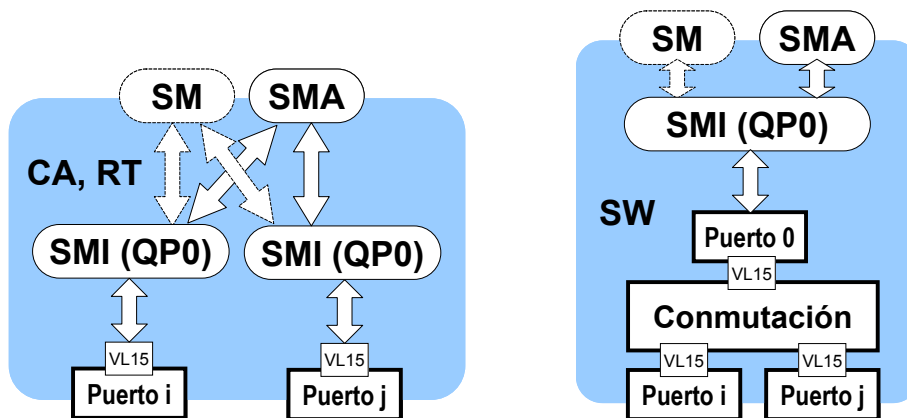 SM
SMA
CA, RT
SMI (QP0)
SMI (QP0)
VL15
VL15
Puerto i
Puerto j
SM
SMA
SMI (QP0)
SW
Puerto 0
VL15
Conmutación
VL15
VL15
Puerto i
Puerto j